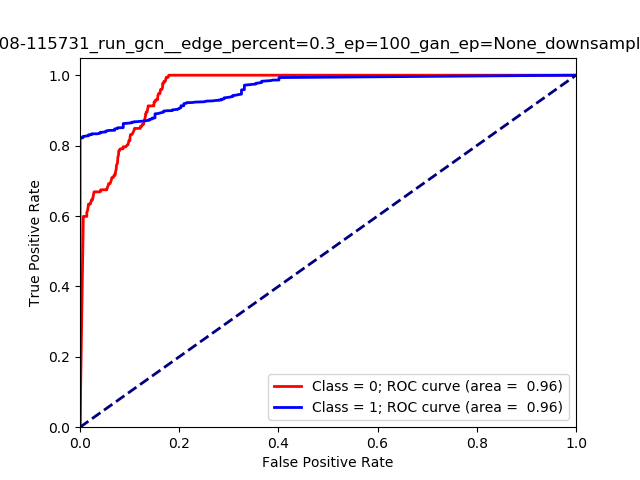 08-115731_run_gcn__edge_percent=0.3_ep=100_gan_ep=None_downsampl
1.0
0.8
0.6
0.4
0.2
0.0
True Positive Rate
Class = 0; ROC curve (area =  0.96)
Class = 1; ROC curve (area =  0.96)
0.0 0.2 0.4 0.6 0.8 1.0
False Positive Rate